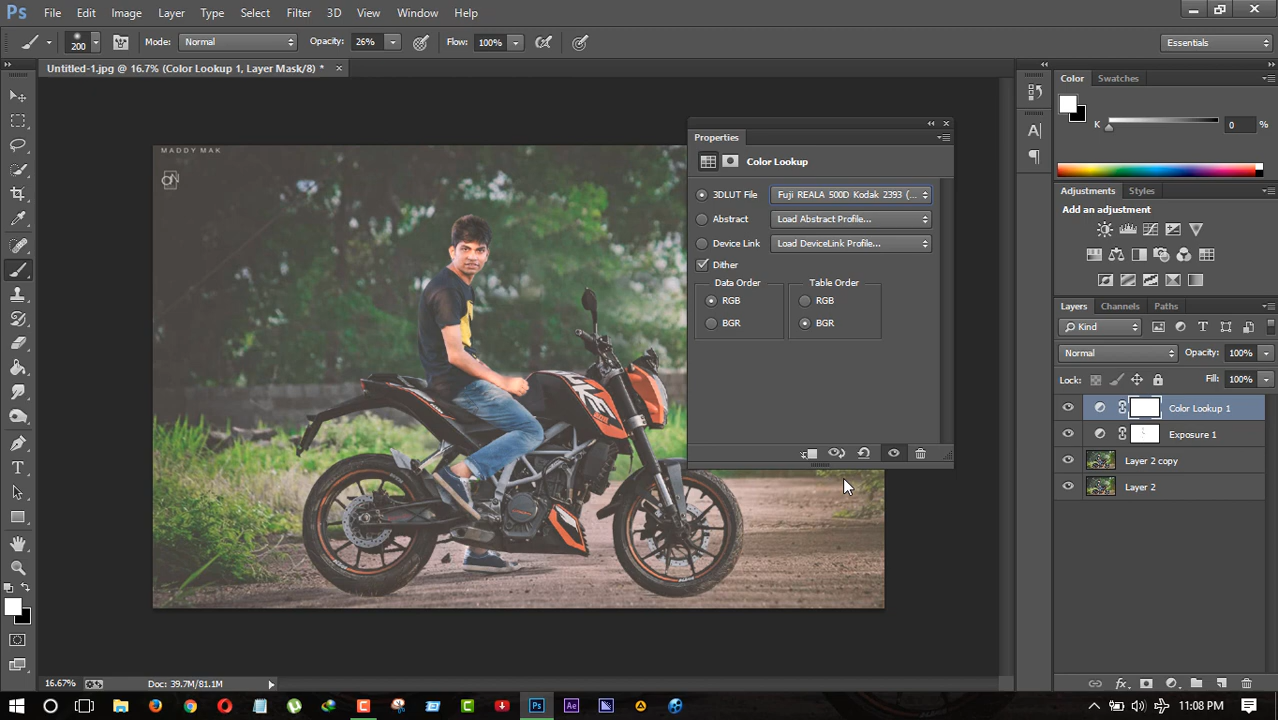 Ps File Edit Image Layer Type Select Filter 3D View Window Help
200 Mode: Normal Opacity: 26% Flow: 100% Essentials
Untitled-1.jpg @ 16.7% (Color Lookup 1, Layer Mask/8) *
MADDY MAK
Properties
Color Lookup
3DLUT File Fuji REALA 500D Kodak 2393 (...
Abstract Load Abstract Profile...
Device Link Load DeviceLink Profile...
Dither
Data Order Table Order
RGB RGB
BGR BGR
Color Swatches
K 0 %
Adjustments Styles
Add an adjustment
Layers Channels Paths
Kind
Normal Opacity: 100%
Lock: Fill: 100%
Color Lookup 1
Exposure 1
Layer 2 copy
Layer 2
16.67% Doc: 39.7M/81.1M
Ps Ae 11:08 PM